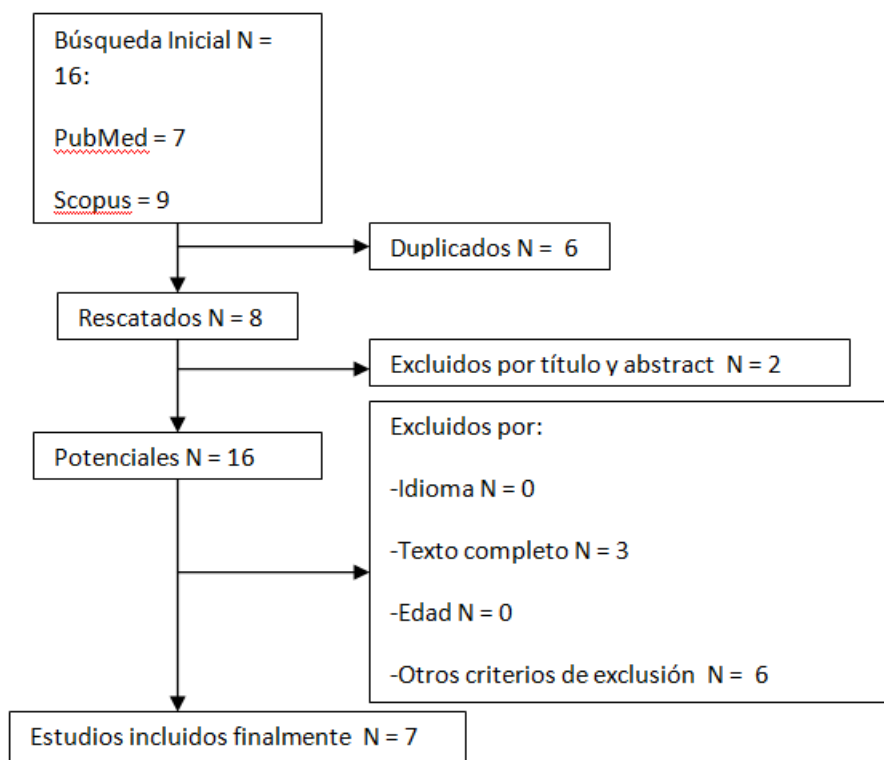 Búsqueda Inicial N =
16:
PubMed = 7
Scopus = 9
Duplicados N = 6
Rescatados N = 8
Excluidos por título y abstract N = 2
Potenciales N = 16
Excluidos por:
-Idioma N = 0
-Texto completo N = 3
-Edad N = 0
-Otros criterios de exclusión N = 6
Estudios incluidos finalmente N = 7